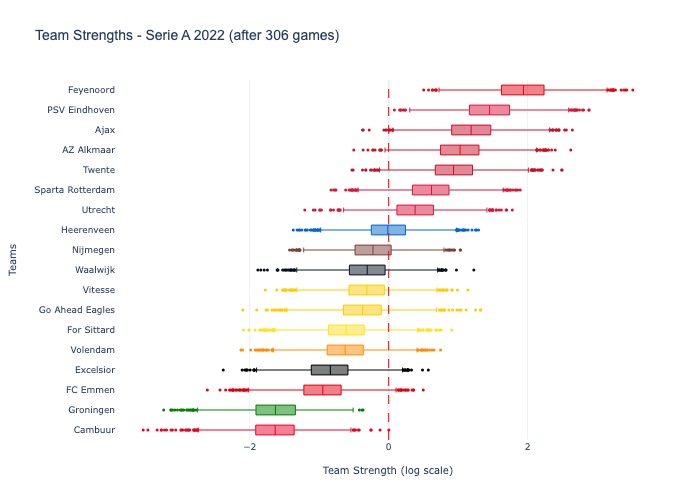 Team Strengths - Serie A 2022 (after 306 games)
Feyenoord
PSV Eindhoven
Ajax
AZ Alkmaar
Twente
Sparta Rotterdam
Utrecht
Heerenveen
Nijmegen
Waalwijk
Vitesse
Go Ahead Eagles
For Sittard
Volendam
Excelsior
FC Emmen
Groningen
Cambuur
Teams
−2 0 2
Team Strength (log scale)